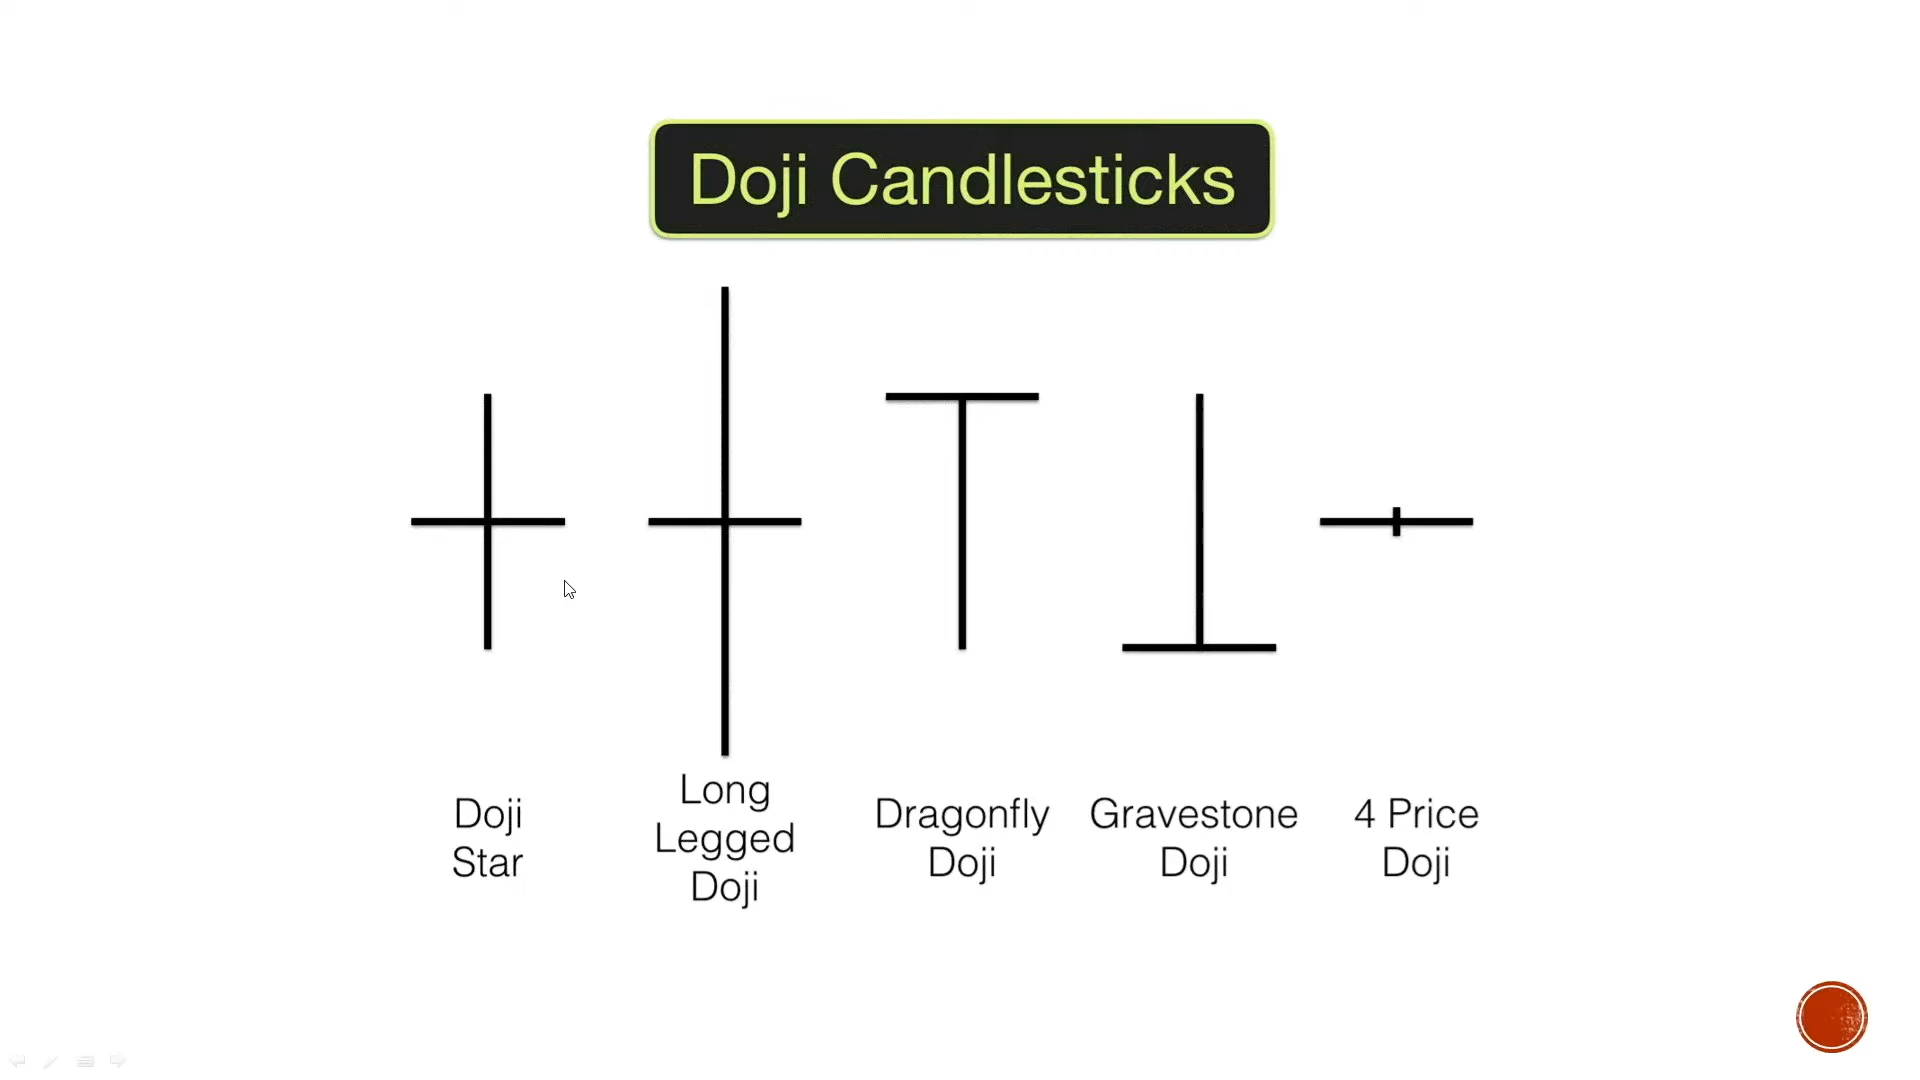 Doji Candlesticks
Doji
Star
Long
Legged
Doji
Dragonfly
Doji
Gravestone
Doji
4 Price
Doji